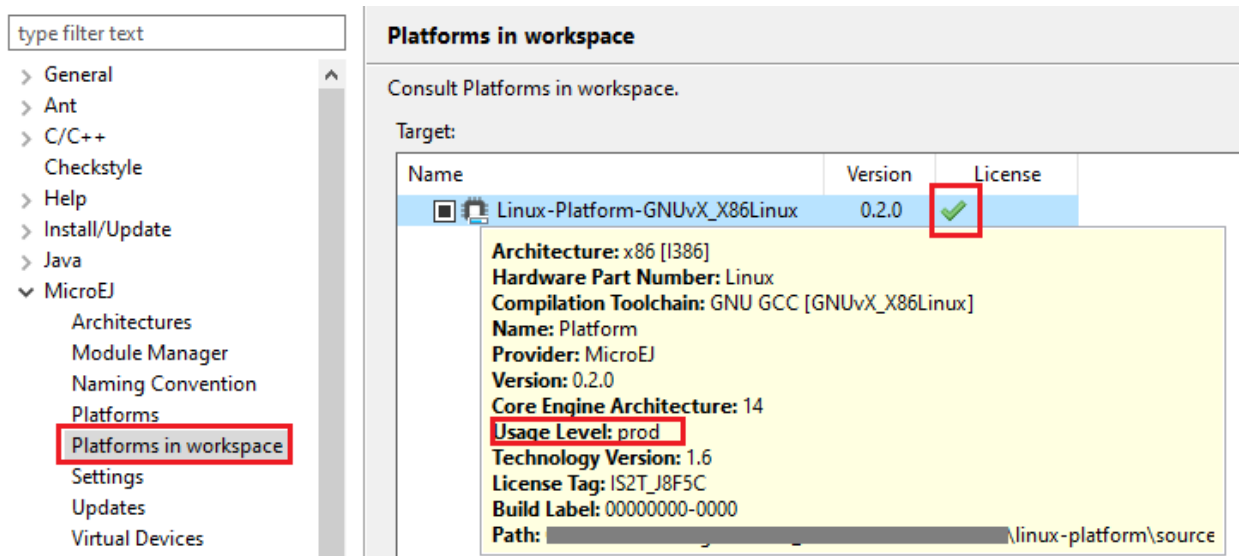 type filter text
General
Ant
C/C++
Checkstyle
Help
Install/Update
Java
MicroEJ
Architectures
Module Manager
Naming Convention
Platforms
Platforms in workspace
Settings
Updates
Virtual Devices
Platforms in workspace
Consult Platforms in workspace.
Target:
Name Version License
Linux-Platform-GNUvX_X86Linux 0.2.0
Architecture: x86 [I386]
Hardware Part Number: Linux
Compilation Toolchain: GNU GCC [GNUvX_X86Linux]
Name: Platform
Provider: MicroEJ
Version: 0.2.0
Core Engine Architecture: 14
Usage Level: prod
Technology Version: 1.6
License Tag: IS2T_J8F5C
Build Label: 00000000-0000
Path: \linux-platform\source